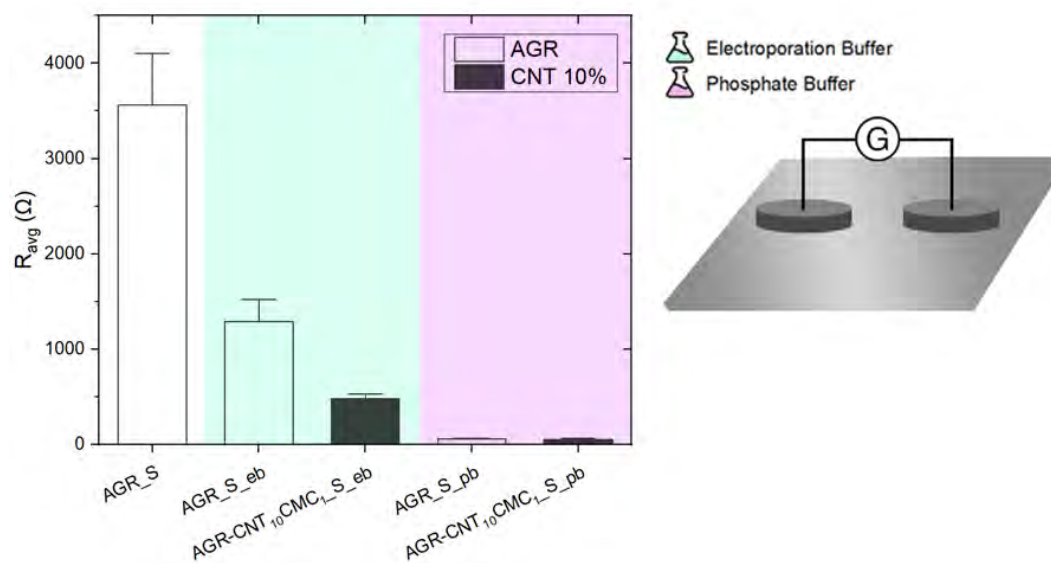 4000
3000
2000
1000
0
R_avg (Ω)
AGR
CNT 10%
AGR_S
AGR_S_eb
AGR-CNT₁₀CMC₁_S_eb
AGR_S_pb
AGR-CNT₁₀CMC₁_S_pb
Electroporation Buffer
Phosphate Buffer
G